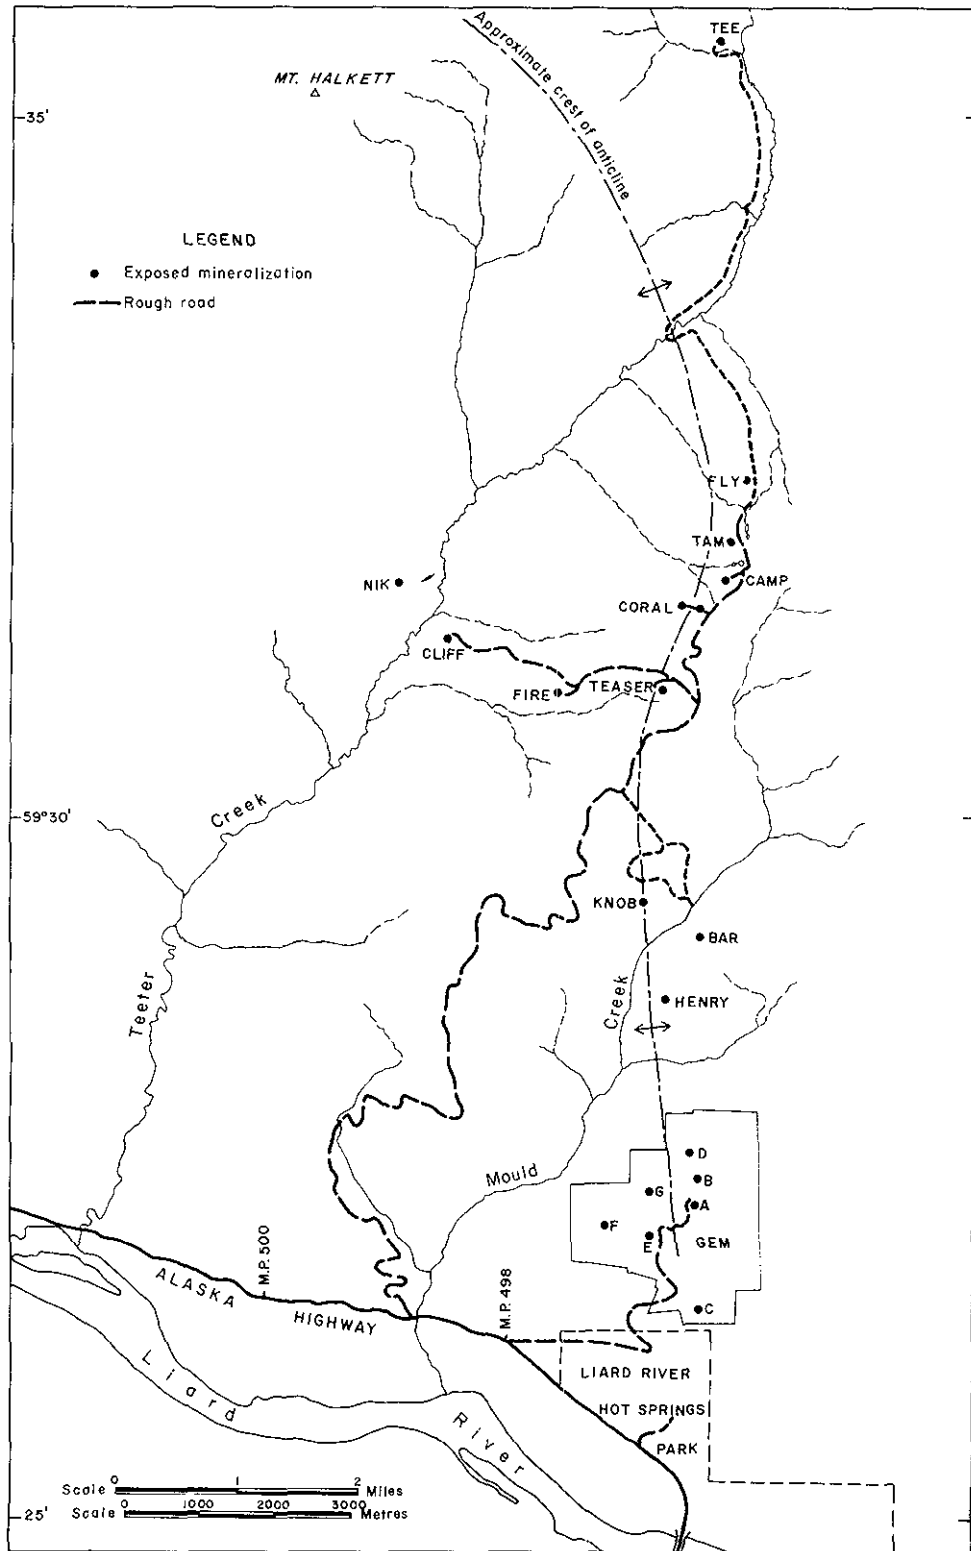 TEE
Approximate crest of anticline
MT. HALKETT
35'
LEGEND
Exposed mineralization
Rough road
FLY
TAM
NIK
CAMP
CORAL
CLIFF
FIRE
TEASER
Creek
59°30'
KNOB
BAR
Teeter
Creek
HENRY
Mould
D
B
G
A
F
E
GEM
M.P. 500
ALASKA
HIGHWAY
M.P. 498
C
LIARD RIVER
HOT SPRINGS
PARK
Liard
River
Scale 0 1 2 Miles
Scale 0 1000 2000 3000 Metres
25'